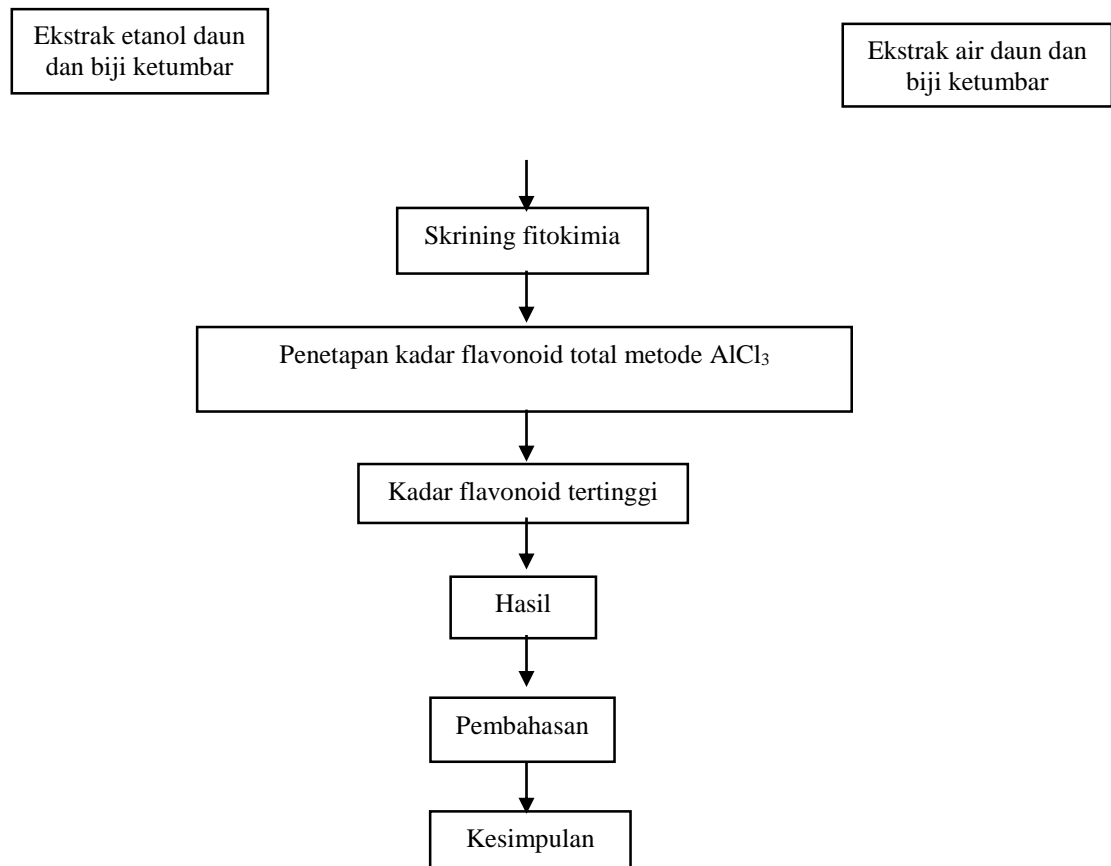 Ekstrak etanol daun
dan biji ketumbar
Ekstrak air daun dan
biji ketumbar
Skrining fitokimia
Penetapan kadar flavonoid total metode AlCl₃
Kadar flavonoid tertinggi
Hasil
Pembahasan
Kesimpulan